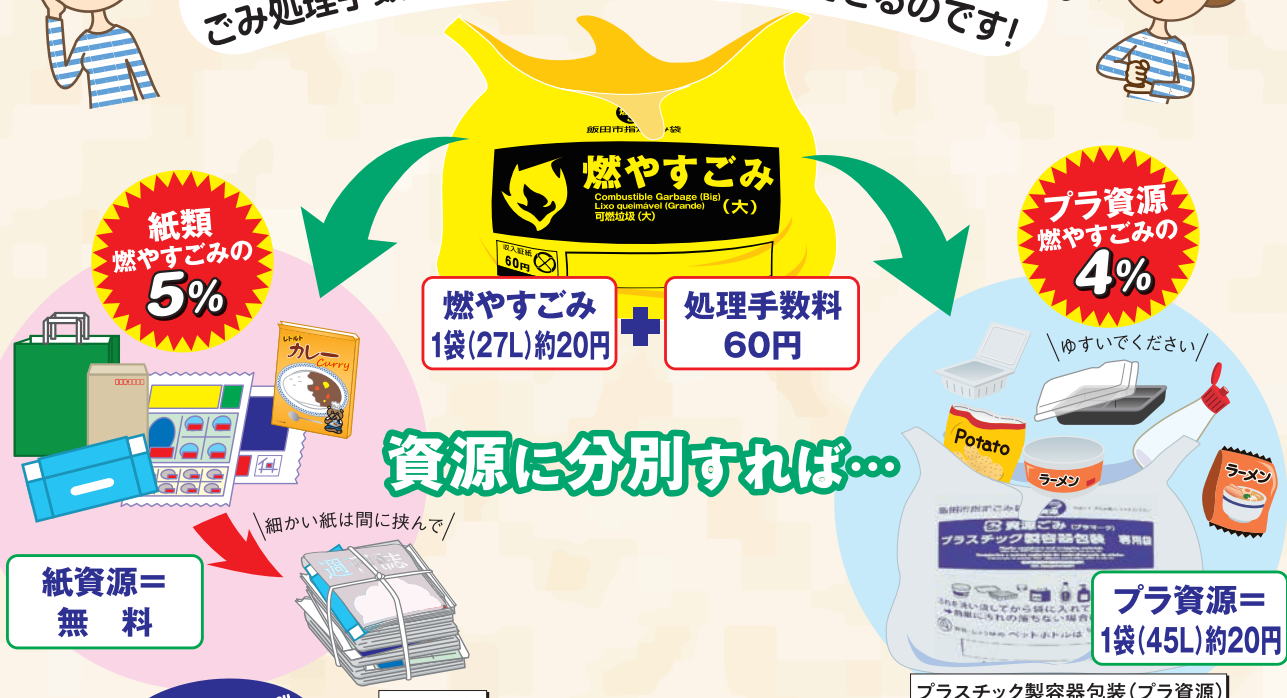 ごみ処理手
るのです!
飯田市指
み袋
燃やすごみ
Combustible Garbage (Big)
Lixo queimável (Grande)
可燃垃圾 (大)
(大)
収入証紙
60円
燃やすごみ
1袋(27L)約20円
処理手数料
60円
紙類
燃やすごみの
5%
プラ資源
燃やすごみの
4%
レトルト
カレー
Curry
ゆすいでください
Potato
ラーメン
ラーメン
資源に分別すれば…
細かい紙は間に挟んで
紙資源=
無 料
資源ごみ (プラマーク)
プラスチック製容器包装 専用袋
プラ資源=
1袋(45L)約20円
プラスチック製容器包装(プラ資源)